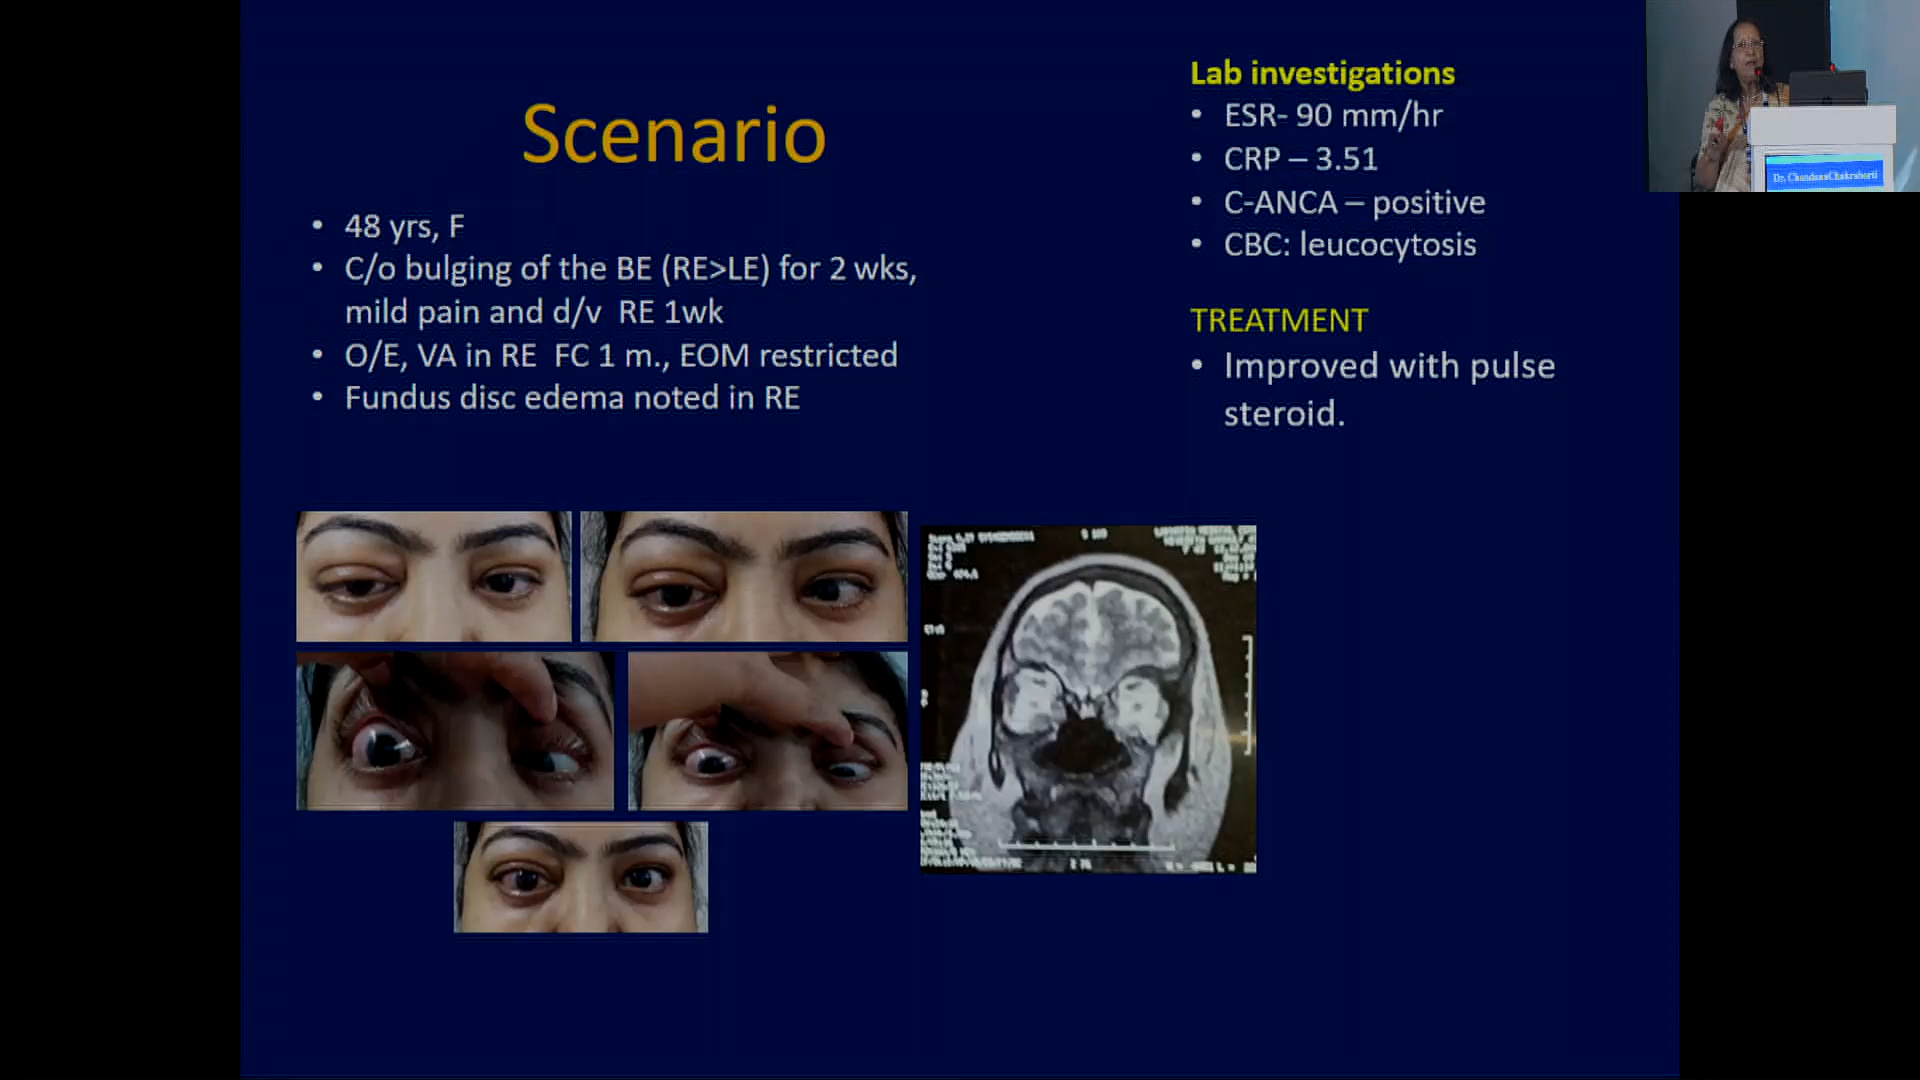 Scenario
• 48 yrs, F
• C/o bulging of the BE (RE>LE) for 2 wks,
mild pain and d/v RE 1wk
• O/E, VA in RE FC 1 m., EOM restricted
• Fundus disc edema noted in RE
Lab investigations
• ESR- 90 mm/hr
• CRP – 3.51
• C-ANCA – positive
• CBC: leucocytosis
TREATMENT
• Improved with pulse
steroid.
Dr. ChandanaChakrabarti